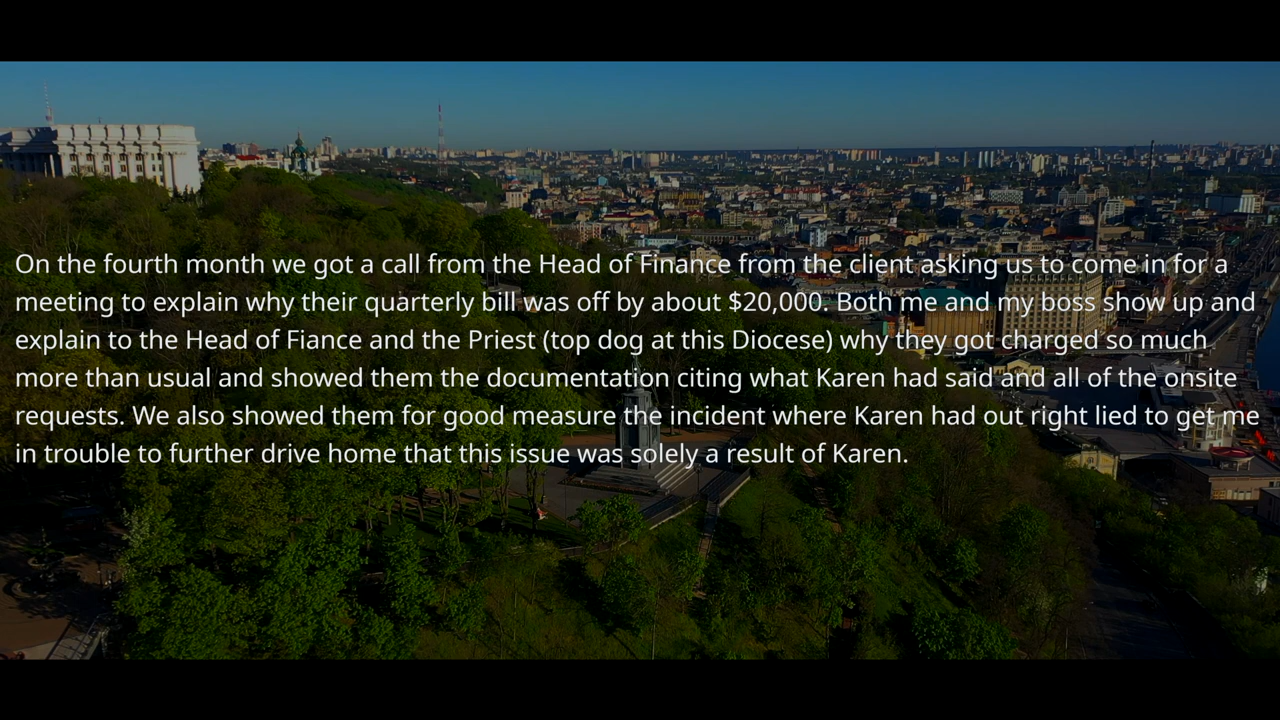 On the fourth month we got a call from the Head of Finance from the client asking us to come in for a
meeting to explain why their quarterly bill was off by about $20,000. Both me and my boss show up and
explain to the Head of Fiance and the Priest (top dog at this Diocese) why they got charged so much
more than usual and showed them the documentation citing what Karen had said and all of the onsite
requests. We also showed them for good measure the incident where Karen had out right lied to get me
in trouble to further drive home that this issue was solely a result of Karen.